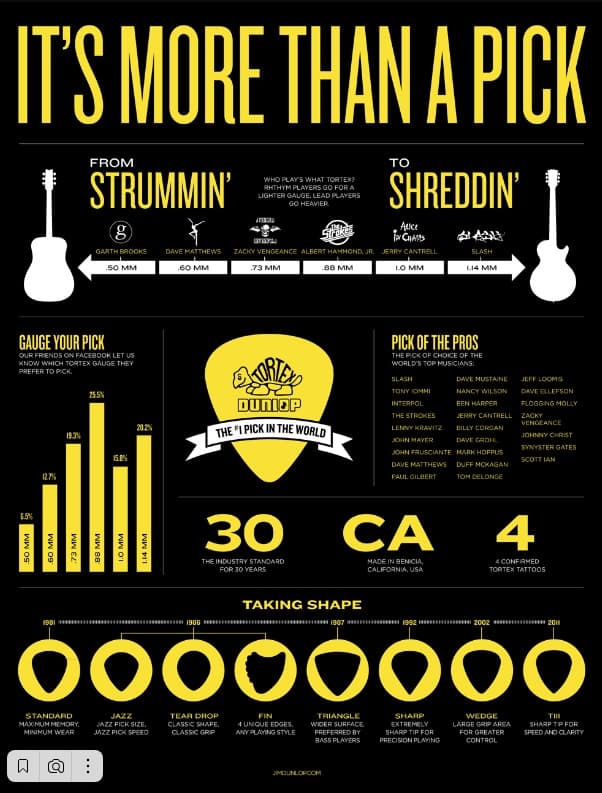 IT'S MORE THAN A PICK
FROM
STRUMMIN'
WHO PLAY'S WHAT TORTEX?
RHTHYM PLAYERS GO FOR A
LIGHTER GAUGE, LEAD PLAYERS
GO HEAVIER.
TO
SHREDDIN'
g
The Strokes
Alice In Chains
SLASH
GARTH BROOKS
DAVE MATTHEWS
ZACKY VENGEANCE
ALBERT HAMMOND, JR.
JERRY CANTRELL
SLASH
.50 MM
.60 MM
.73 MM
.88 MM
1.0 MM
1.14 MM
GAUGE YOUR PICK
OUR FRIENDS ON FACEBOOK LET US
KNOW WHICH TORTEX GAUGE THEY
PREFER TO PICK.
6.5%
12.7%
19.3%
25.5%
15.8%
20.2%
.50 MM
.60 MM
.73 MM
.88 MM
1.0 MM
1.14 MM
TORTEX
DUNLOP
THE #1 PICK IN THE WORLD
PICK OF THE PROS
THE PICK OF CHOICE OF THE
WORLD'S TOP MUSICIANS.
SLASH
TONY IOMMI
INTERPOL
THE STROKES
LENNY KRAVITZ
JOHN MAYER
JOHN FRUSCIANTE
DAVE MATTHEWS
PAUL GILBERT
DAVE MUSTAINE
NANCY WILSON
BEN HARPER
JERRY CANTRELL
BILLY CORGAN
DAVE GROHL
MARK HOPPUS
DUFF MCKAGAN
TOM DELONGE
JEFF LOOMIS
DAVE ELLEFSON
FLOGGING MOLLY
ZACKY
VENGEANCE
JOHNNY CHRIST
SYNYSTER GATES
SCOTT IAN
30
THE INDUSTRY STANDARD
FOR 30 YEARS
CA
MADE IN BENICIA,
CALIFORNIA, USA
4
4 CONFIRMED
TORTEX TATTOOS
TAKING SHAPE
1981
1986
1987
1992
2002
2011
STANDARD
MAXIMUM MEMORY,
MINIMUM WEAR
JAZZ
JAZZ PICK SIZE,
JAZZ PICK SPEED
TEAR DROP
CLASSIC SHAPE,
CLASSIC GRIP
FIN
4 UNIQUE EDGES,
ANY PLAYING STYLE
TRIANGLE
WIDER SURFACE,
PREFERRED BY
BASS PLAYERS
SHARP
EXTREMELY
SHARP TIP FOR
PRECISION PLAYING
WEDGE
LARGE GRIP AREA
FOR GREATER
CONTROL
TIII
SHARP TIP FOR
SPEED AND CLARITY
JIMDUNLOP.COM